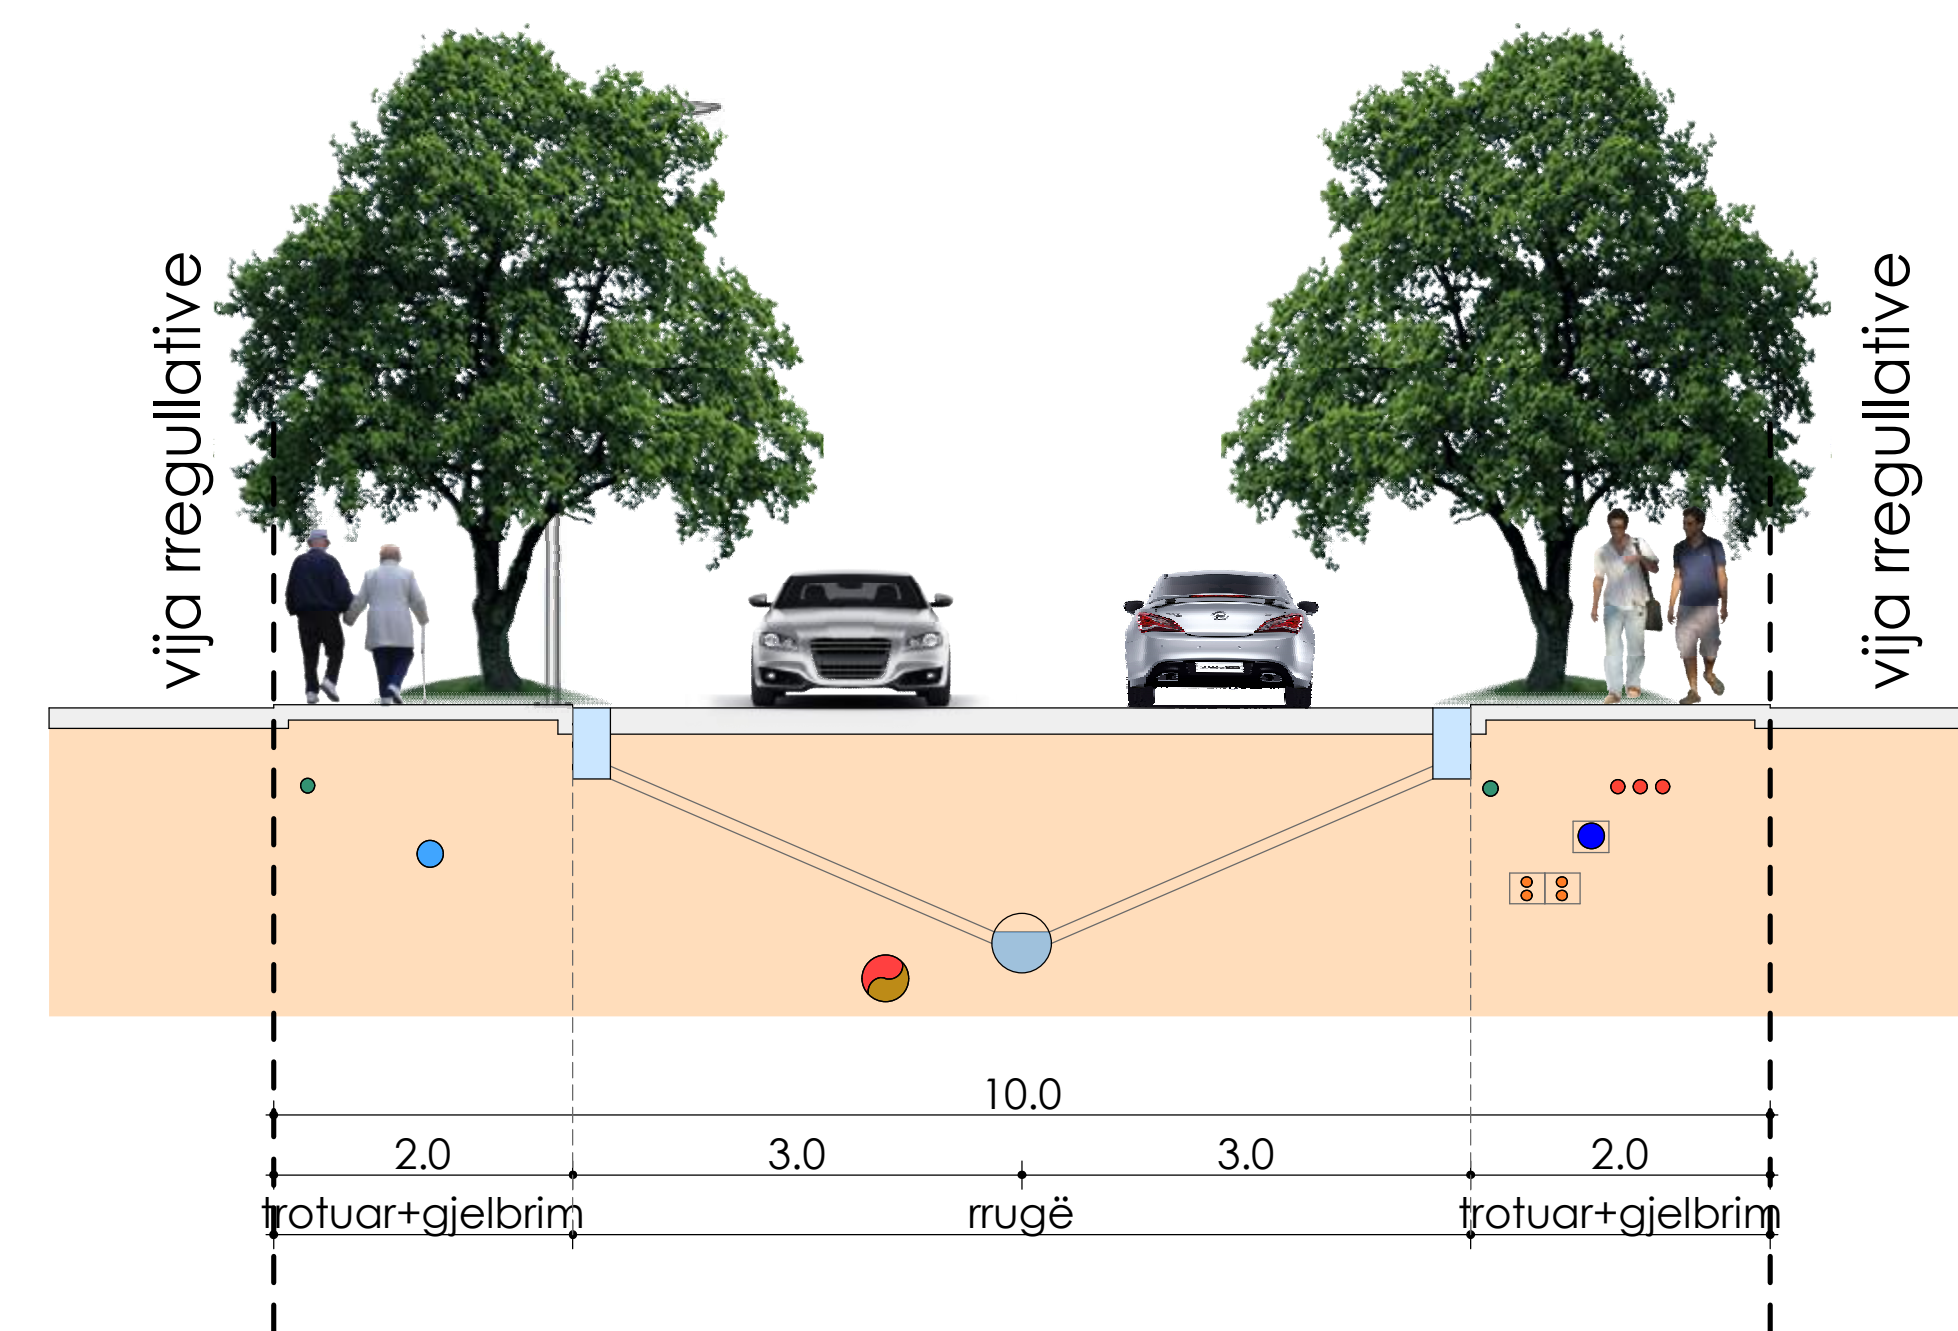 vija rregullative
vija rregullative
10.0
2.0 3.0 3.0 2.0
trotuar+gjelbrim rrugë trotuar+gjelbrim